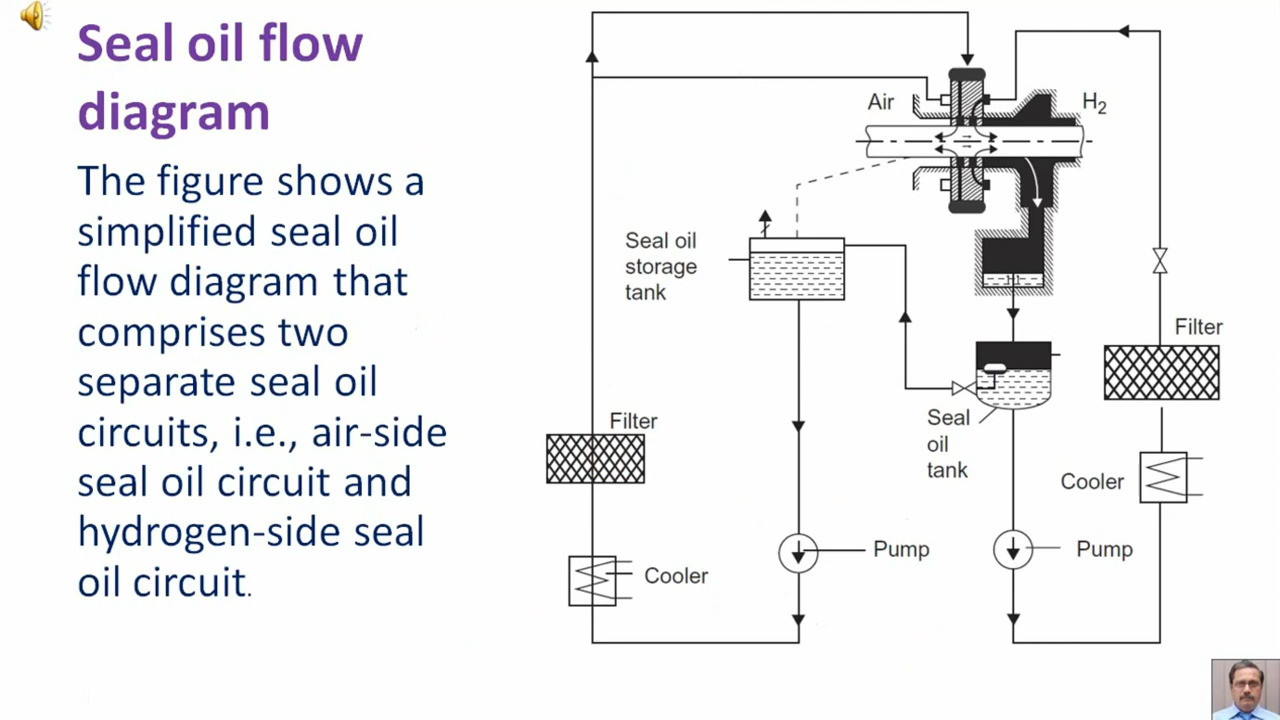 Seal oil flow
diagram
The figure shows a
simplified seal oil
flow diagram that
comprises two
separate seal oil
circuits, i.e., air-side
seal oil circuit and
hydrogen-side seal
oil circuit.
Air
H2
Seal oil
storage
tank
Filter
Filter
Seal
oil
tank
Cooler
Pump
Pump
Cooler